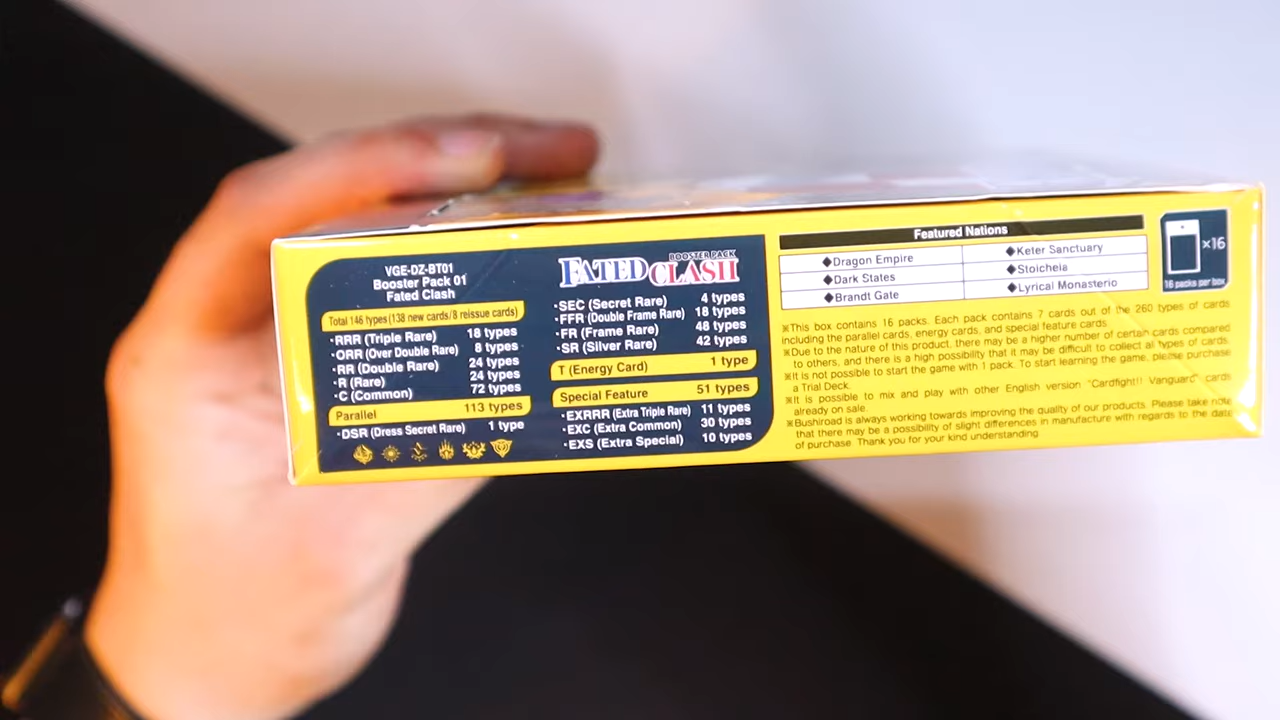 VGE-DZ-BT01
Booster Pack 01
Fated Clash
Total 146 types (138 new cards/8 reissue cards)
・RRR (Triple Rare) 18 types
・ORR (Over Double Rare) 8 types
・RR (Double Rare) 24 types
・R (Rare) 24 types
・C (Common) 72 types
Parallel 113 types
・DSR (Dress Secret Rare) 1 type
BOOSTER PACK
FATED CLASH
・SEC (Secret Rare) 4 types
・FFR (Double Frame Rare) 18 types
・FR (Frame Rare) 48 types
・SR (Silver Rare) 42 types
T (Energy Card) 1 type
Special Feature 51 types
・EXRRR (Extra Triple Rare) 11 types
・EXC (Extra Common) 30 types
・EXS (Extra Special) 10 types
Featured Nations
◆Dragon Empire ◆Keter Sanctuary
◆Dark States ◆Stoicheia
◆Brandt Gate ◆Lyrical Monasterio
×16
16 packs per box
※This box contains 16 packs. Each pack contains 7 cards out of the 260 types of cards
including the parallel cards, energy cards, and special feature cards.
※Due to the nature of this product, there may be a higher number of certain cards compared
to others, and there is a high possibility that it may be difficult to collect all types of cards.
※It is not possible to start the game with 1 pack. To start learning the game, please purchase
a Trial Deck.
※It is possible to mix and play with other English version "Cardfight!! Vanguard" cards
already on sale.
※Bushiroad is always working towards improving the quality of our products. Please take note
that there may be a possibility of slight differences in manufacture with regards to the date
of purchase. Thank you for your kind understanding.